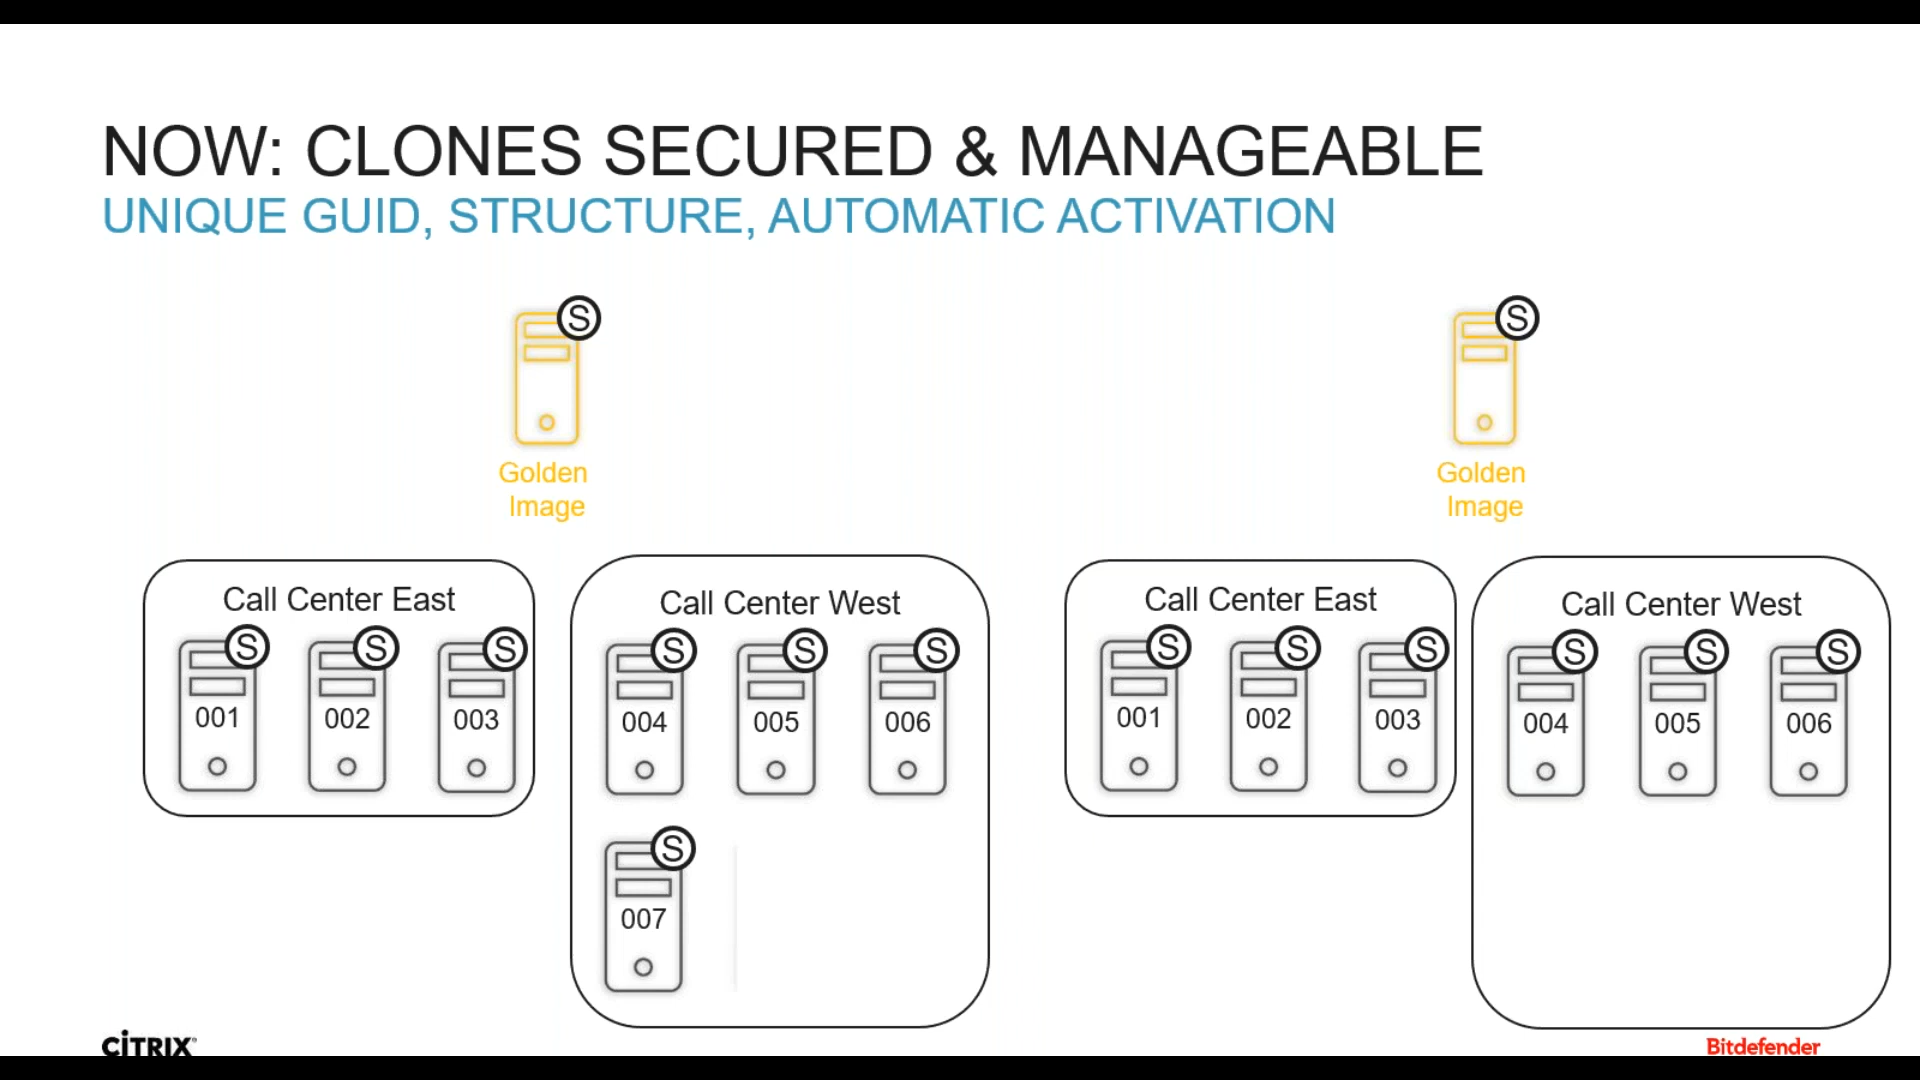 NOW: CLONES SECURED & MANAGEABLE
UNIQUE GUID, STRUCTURE, AUTOMATIC ACTIVATION
S
Golden
Image
S
Golden
Image
Call Center East
S S S
001 002 003
Call Center West
S S S
004 005 006
S
007
Call Center East
S S S
001 002 003
Call Center West
S S S
004 005 006
CiTRIX
Bitdefender